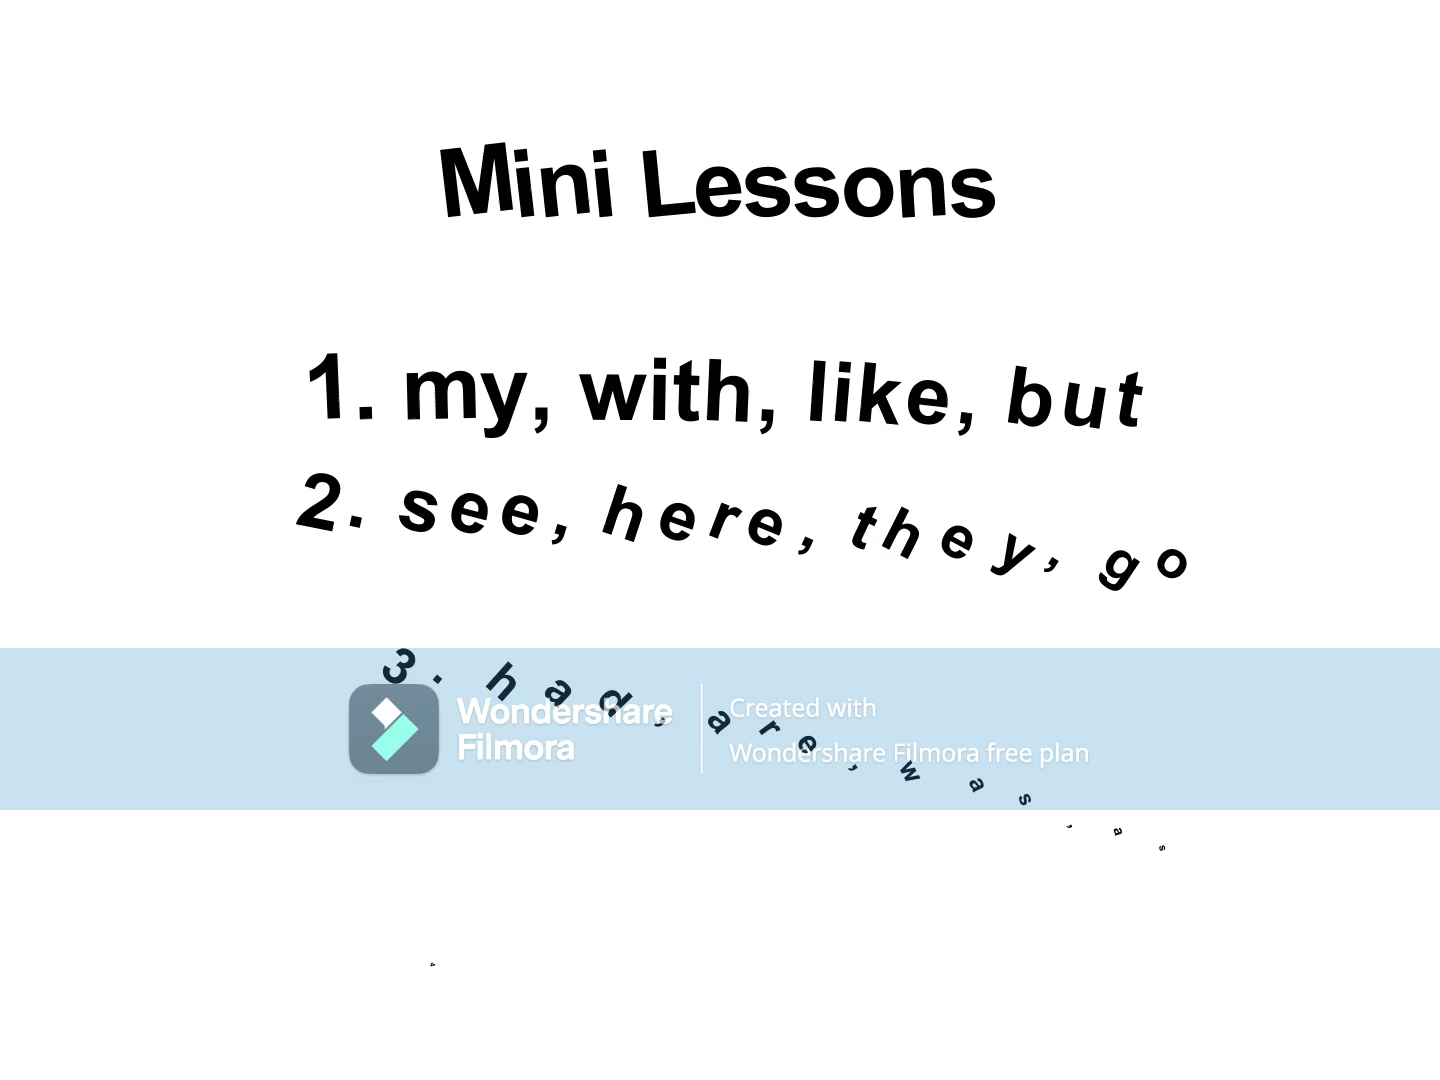 Mini Lessons
1. my, with, like, but
2. see, here, they, go
3. had, are, was, as
Wondershare
Filmora
Created with
Wondershare Filmora free plan
4